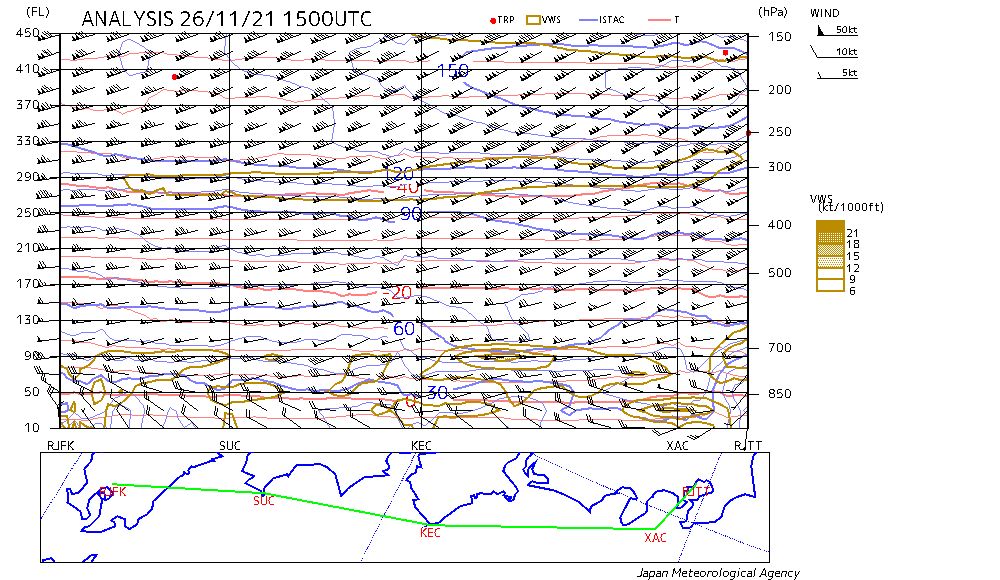 (FL) ANALYSIS 26/11/21 1500UTC TRP VWS ISTAC T (hPa) WIND
450 150 50kt
10kt
150
410 5kt
200
370
250
330
120 300
290 -40
250 90 400
210
500
170 -20
130 60
700
90
50 30 850
0
10
RJFK SUC KEC XAC RJTT
VWS
(kt/1000ft)
21
18
15
12
9
6
RJFK SUC KEC XAC RJTT
Japan Meteorological Agency